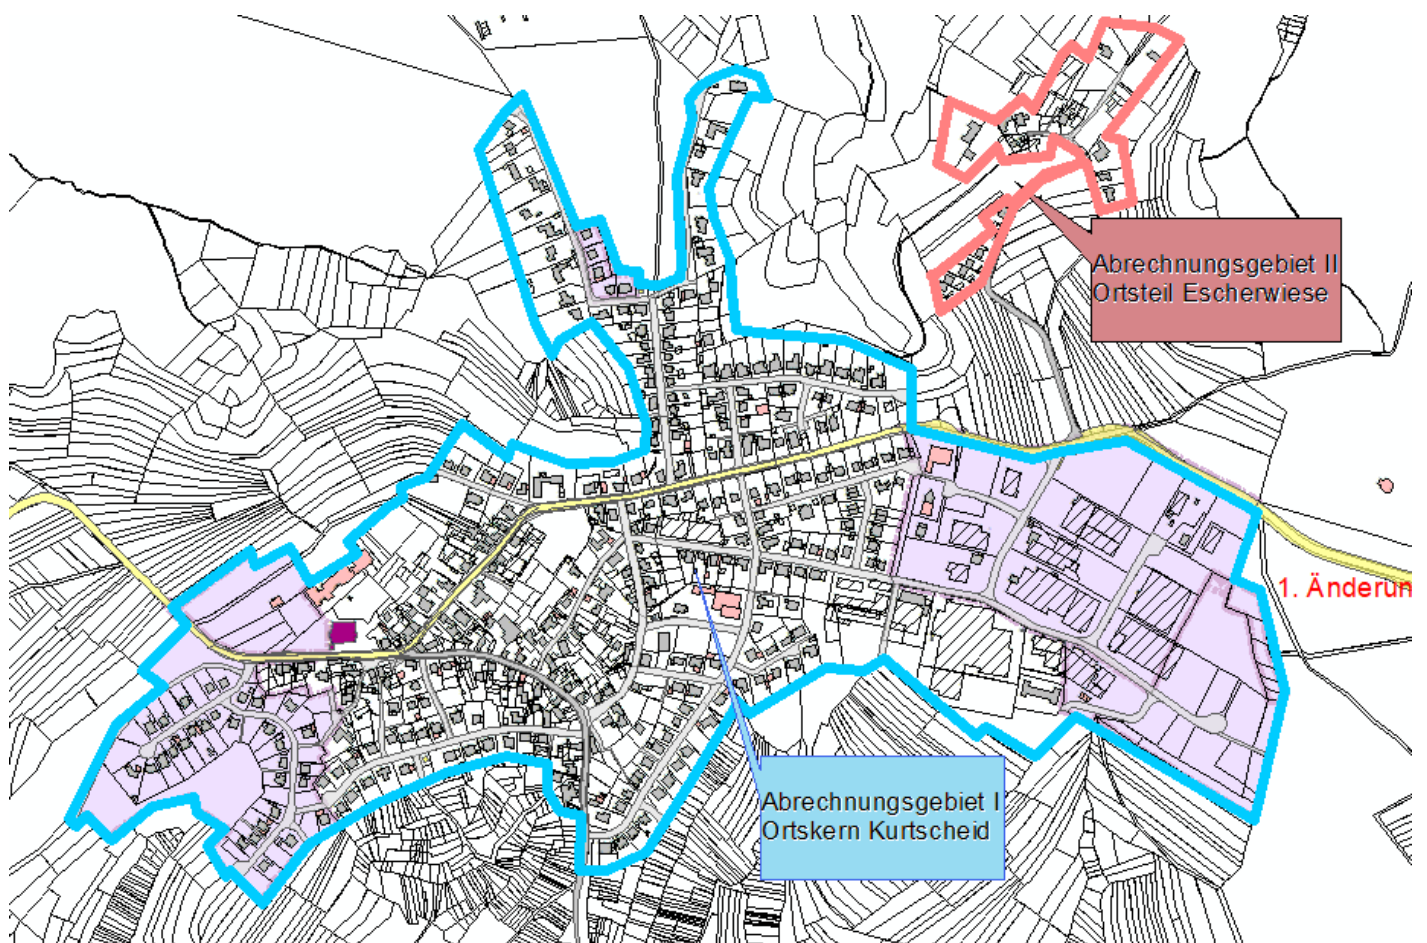 Abrechnungsgebiet II
Ortsteil Escherwiese
1. Änderun
Abrechnungsgebiet I
Ortskern Kurtscheid